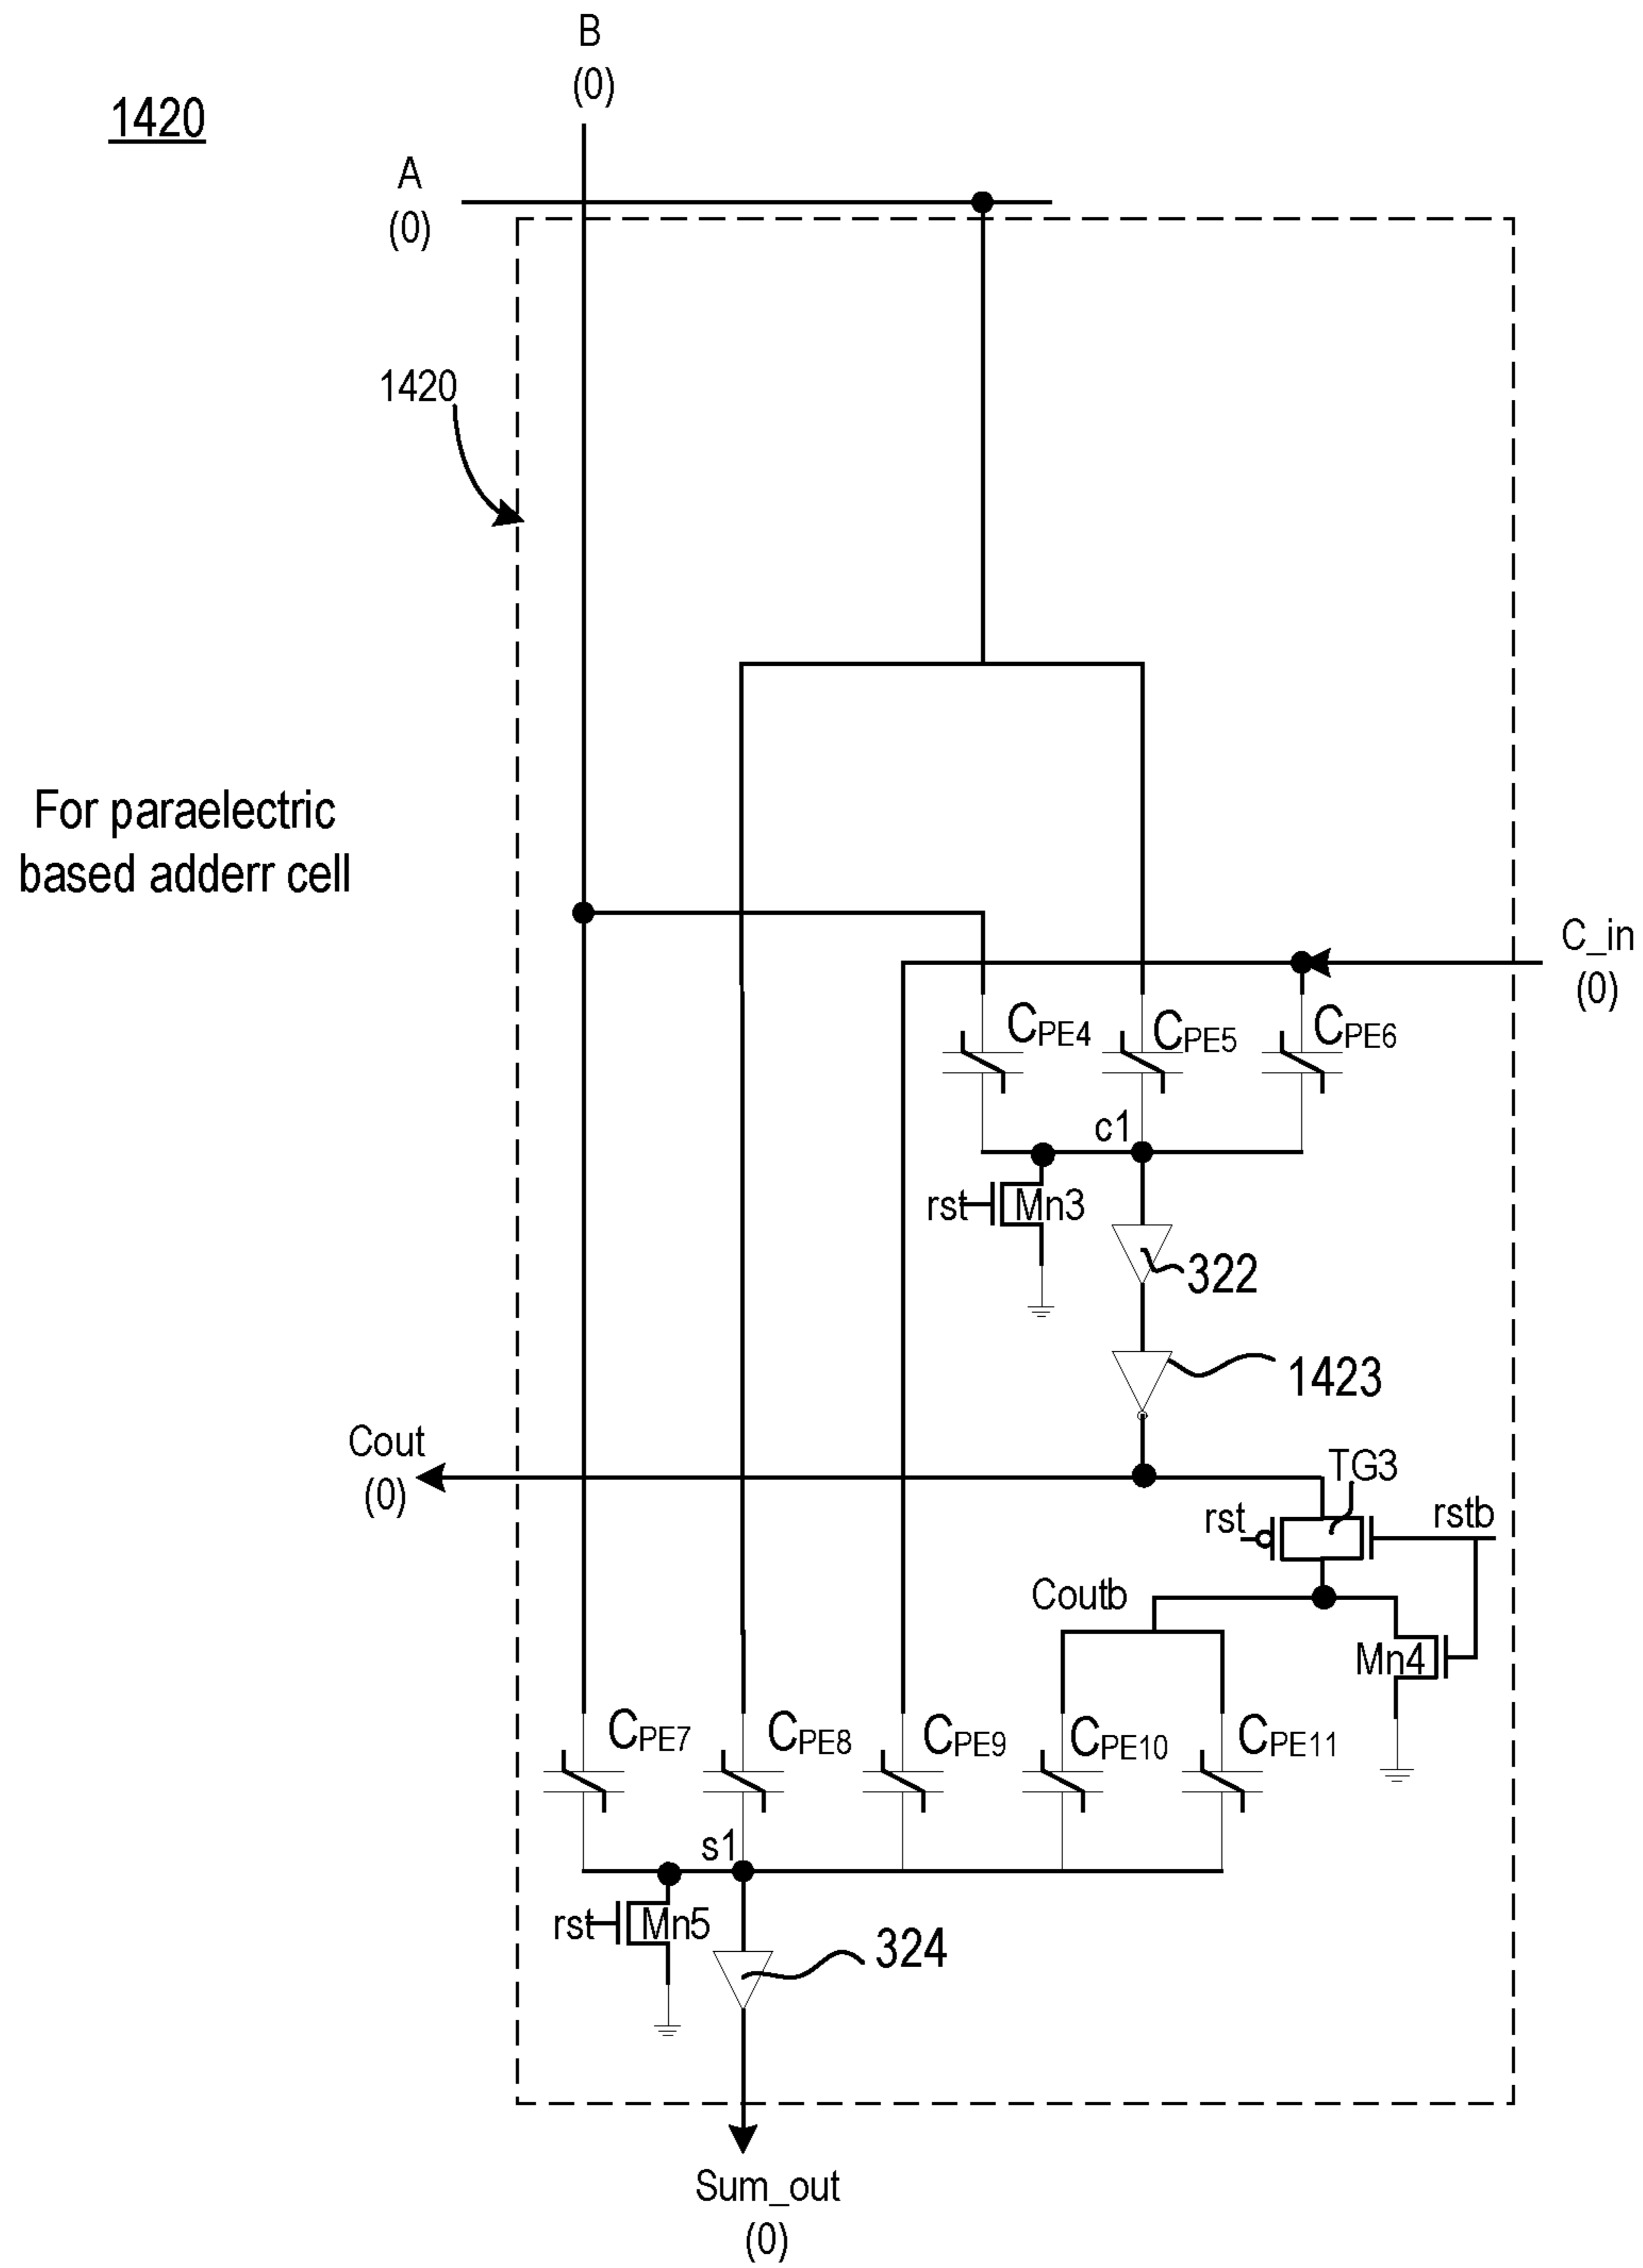 1420
B
(0)
A
(0)
1420
For paraelectric
based adderr cell
C_in
(0)
CPE4
CPE5
CPE6
c1
rst
Mn3
322
1423
Cout
(0)
TG3
rst
rstb
Coutb
Mn4
CPE7
CPE8
CPE9
CPE10
CPE11
s1
rst
Mn5
324
Sum_out
(0)